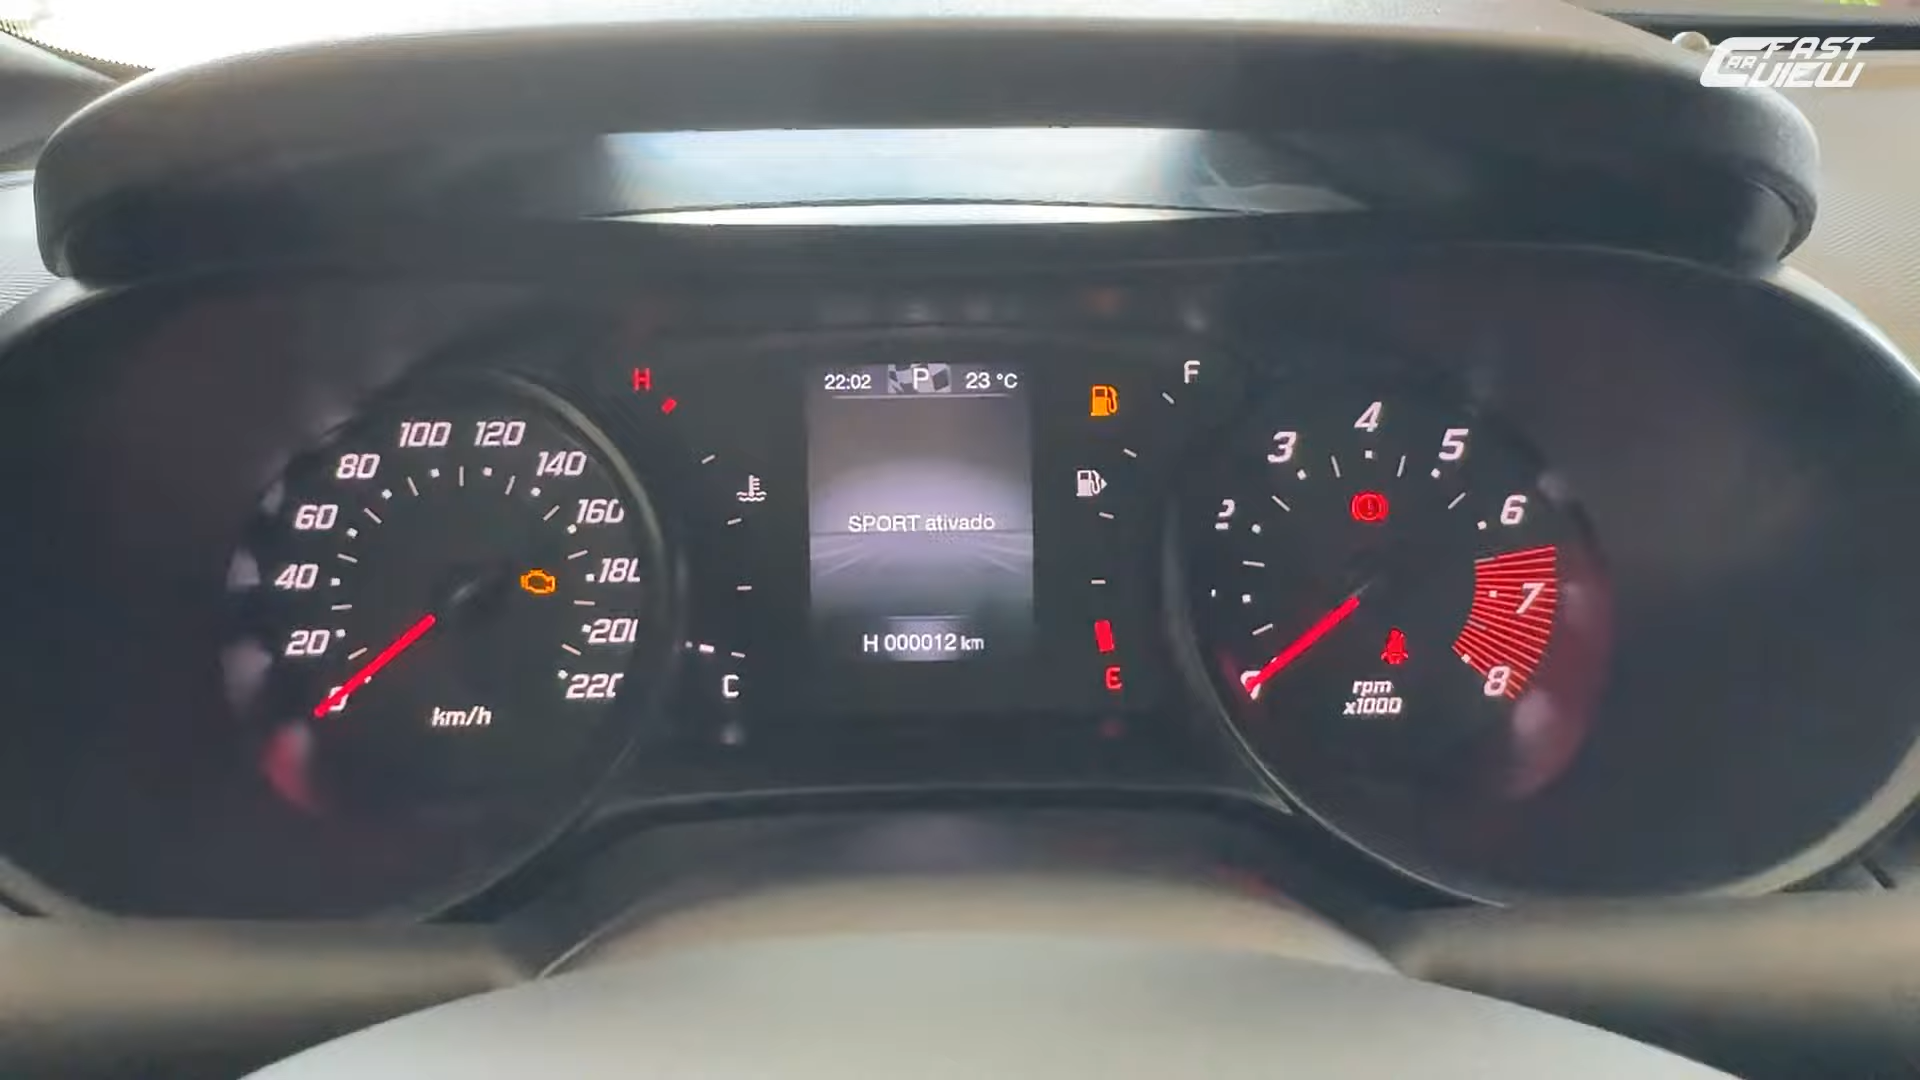 CAR FAST VIEW
H
22:02 P 23 °C
F
100 120
80 140
60 160
40 180
20 200
0 220
km/h
SPORT ativado
H 000012 km
C
E
4
3 5
2 6
7
8
rpm
x1000